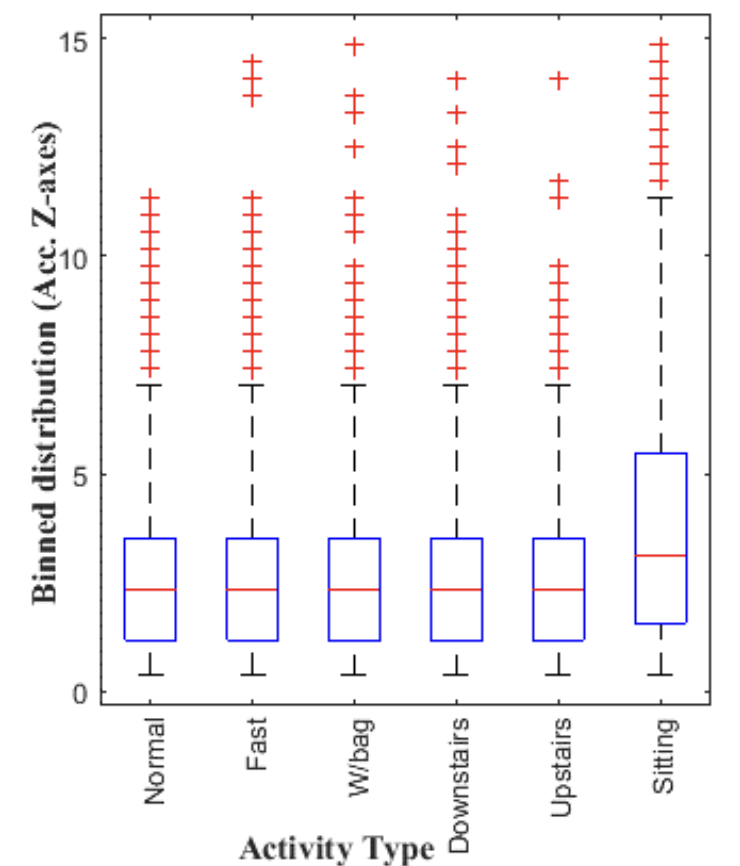 Binned distribution (Acc. Z-axes)
15
10
5
0
Normal
Fast
W/bag
Downstairs
Upstairs
Sitting
Activity Type